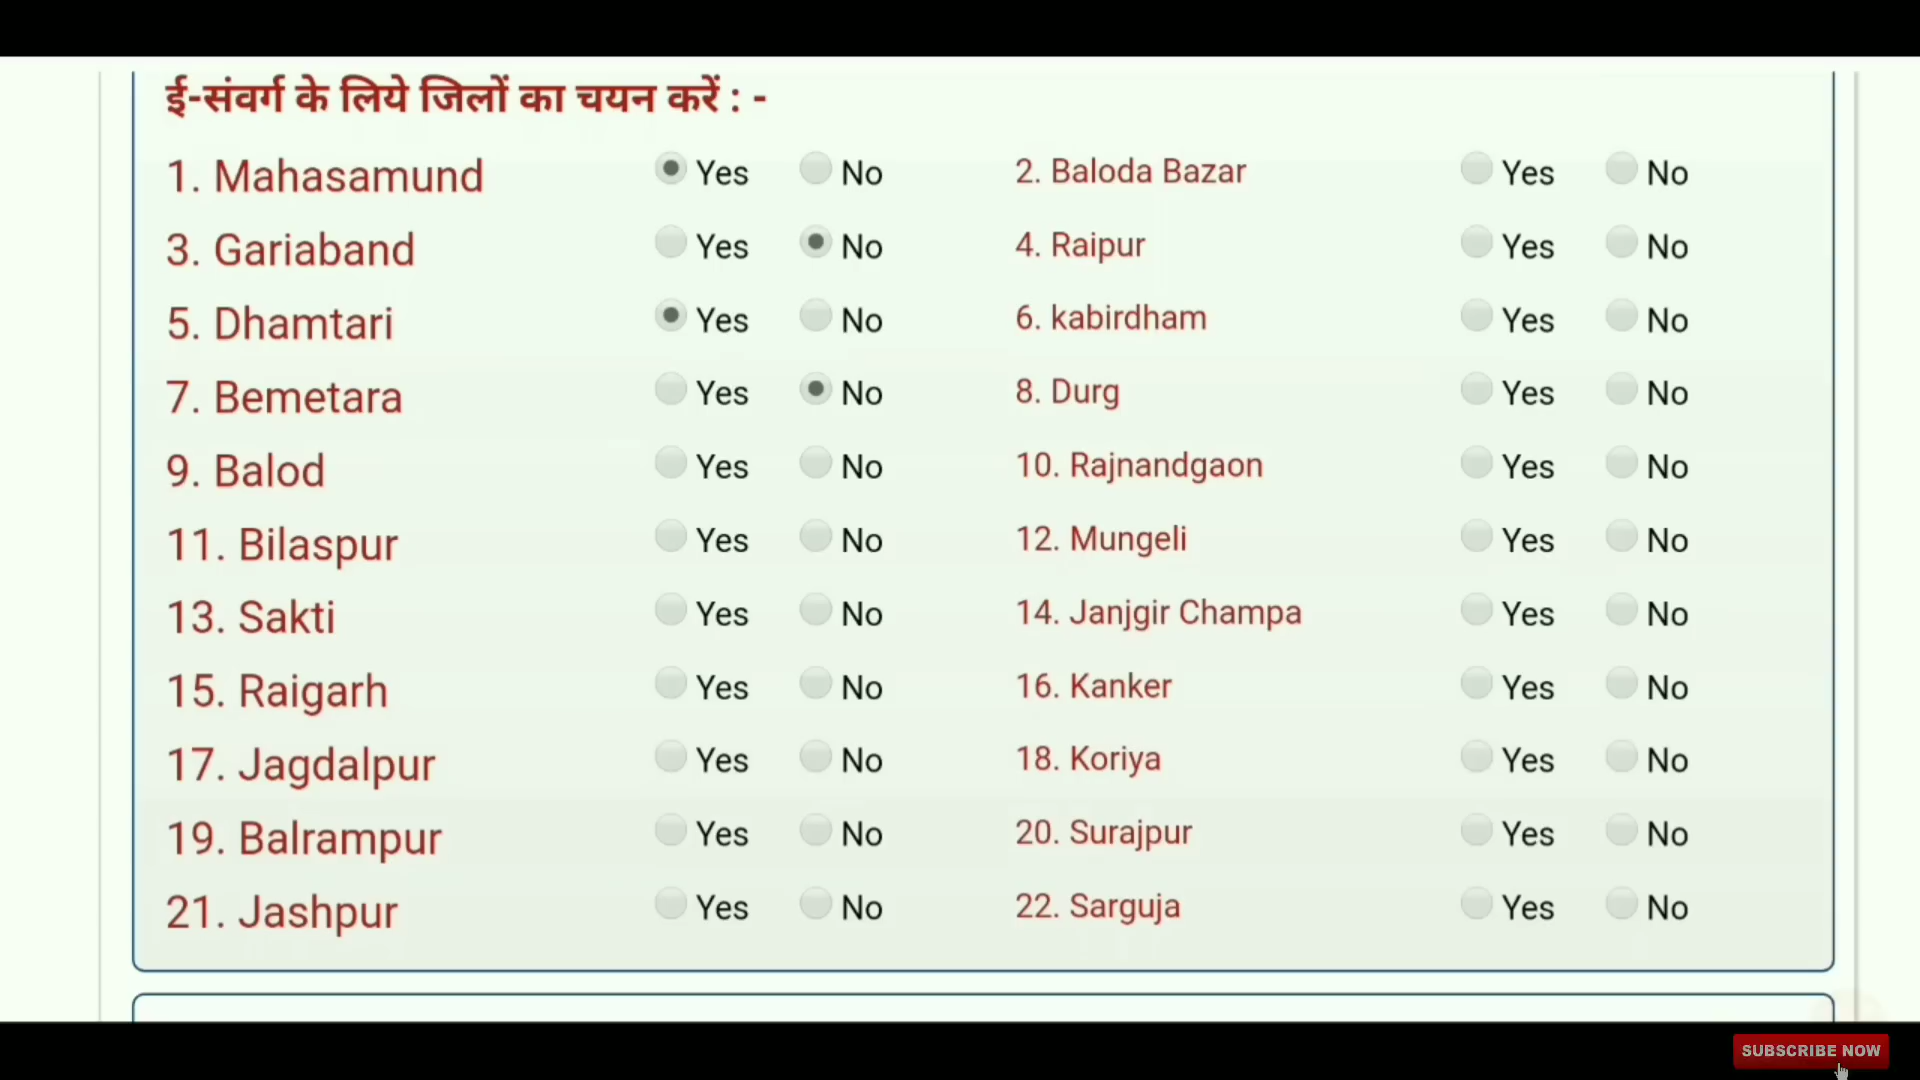 ई-संवर्ग के लिये जिलों का चयन करें : -
1. Mahasamund Yes No 2. Baloda Bazar Yes No
3. Gariaband Yes No 4. Raipur Yes No
5. Dhamtari Yes No 6. kabirdham Yes No
7. Bemetara Yes No 8. Durg Yes No
9. Balod Yes No 10. Rajnandgaon Yes No
11. Bilaspur Yes No 12. Mungeli Yes No
13. Sakti Yes No 14. Janjgir Champa Yes No
15. Raigarh Yes No 16. Kanker Yes No
17. Jagdalpur Yes No 18. Koriya Yes No
19. Balrampur Yes No 20. Surajpur Yes No
21. Jashpur Yes No 22. Sarguja Yes No
SUBSCRIBE NOW